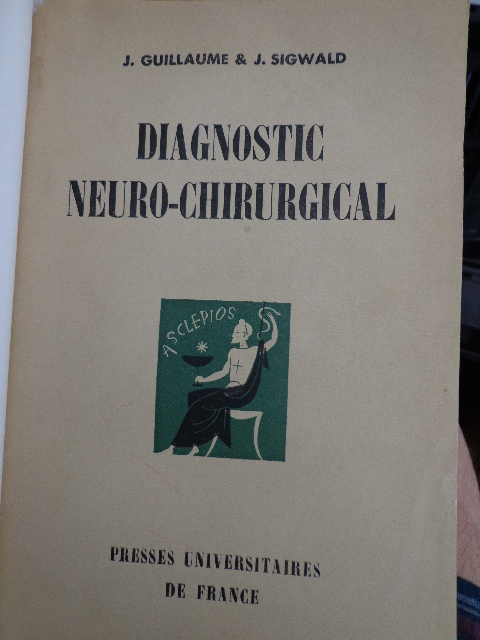 J. GUILLAUME & J. SIGWALD
DIAGNOSTIC
NEURO-CHIRURGICAL
ASCLEPIOS
PRESSES UNIVERSITAIRES
DE FRANCE